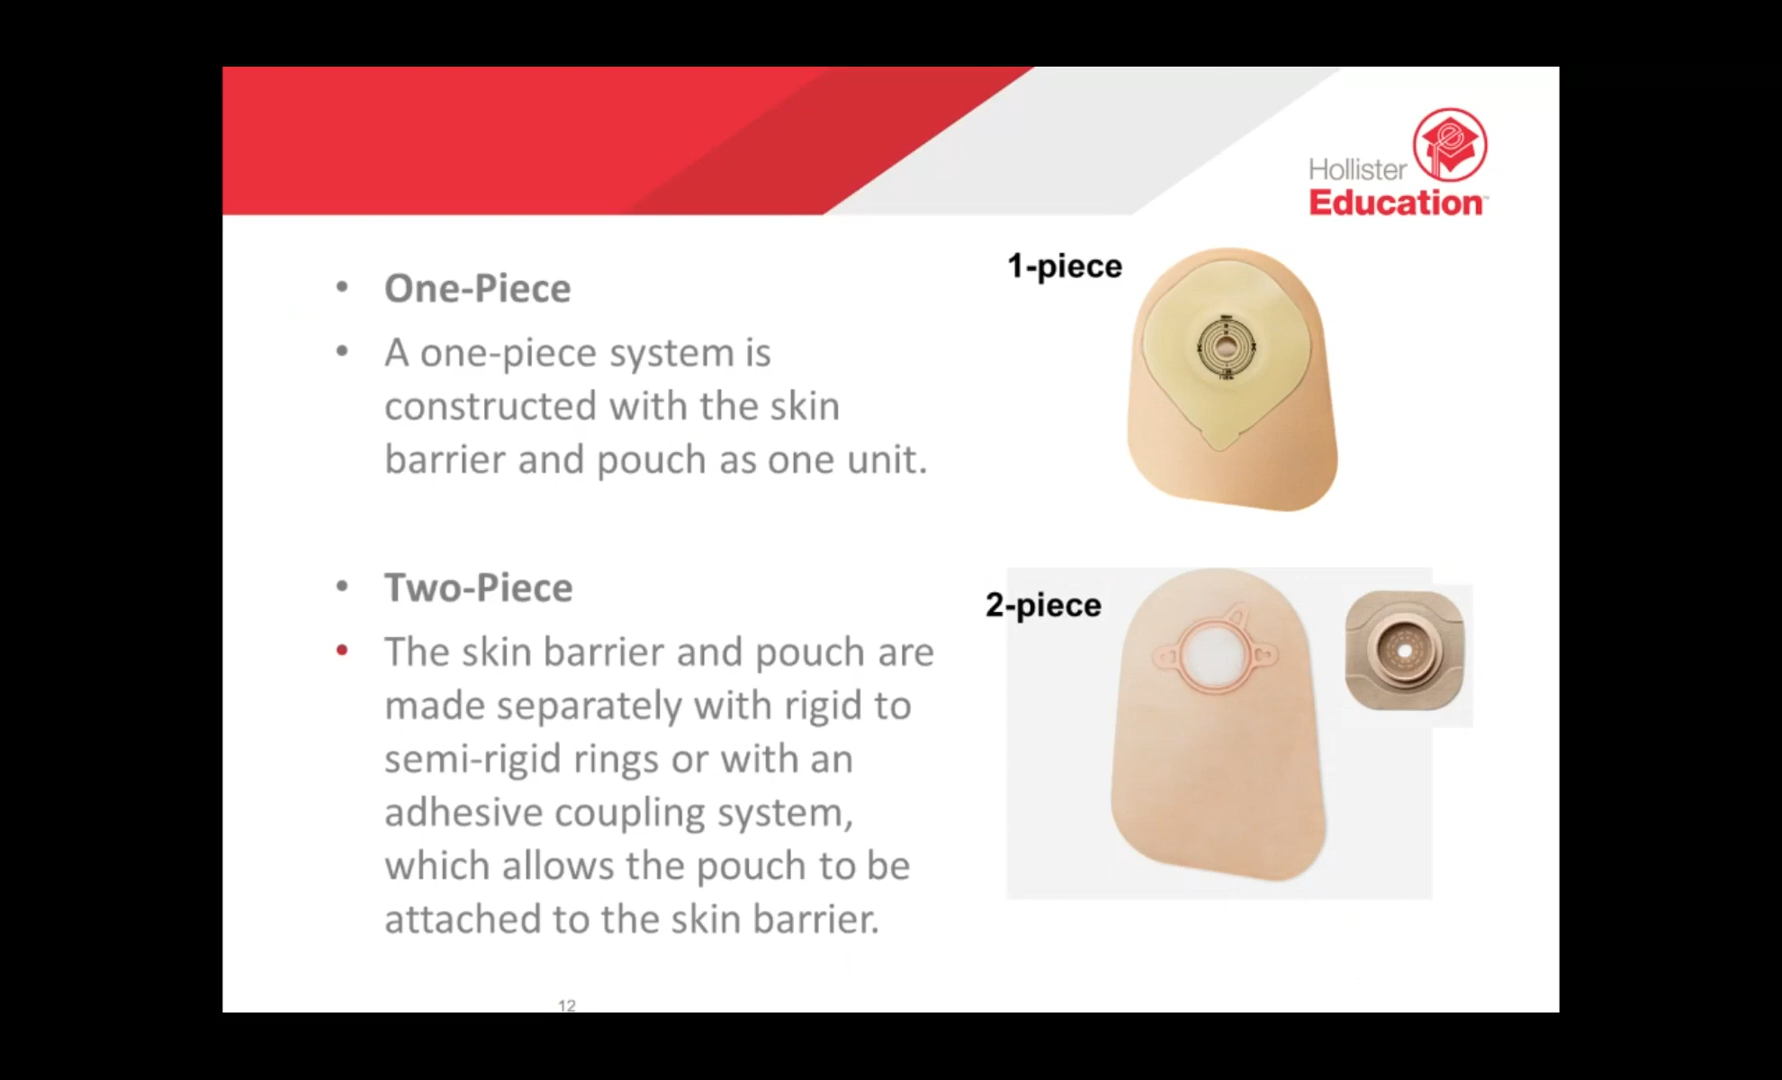 Hollister
Education™
• One-Piece
1-piece
• A one-piece system is
constructed with the skin
barrier and pouch as one unit.
• Two-Piece
2-piece
• The skin barrier and pouch are
made separately with rigid to
semi-rigid rings or with an
adhesive coupling system,
which allows the pouch to be
attached to the skin barrier.
12